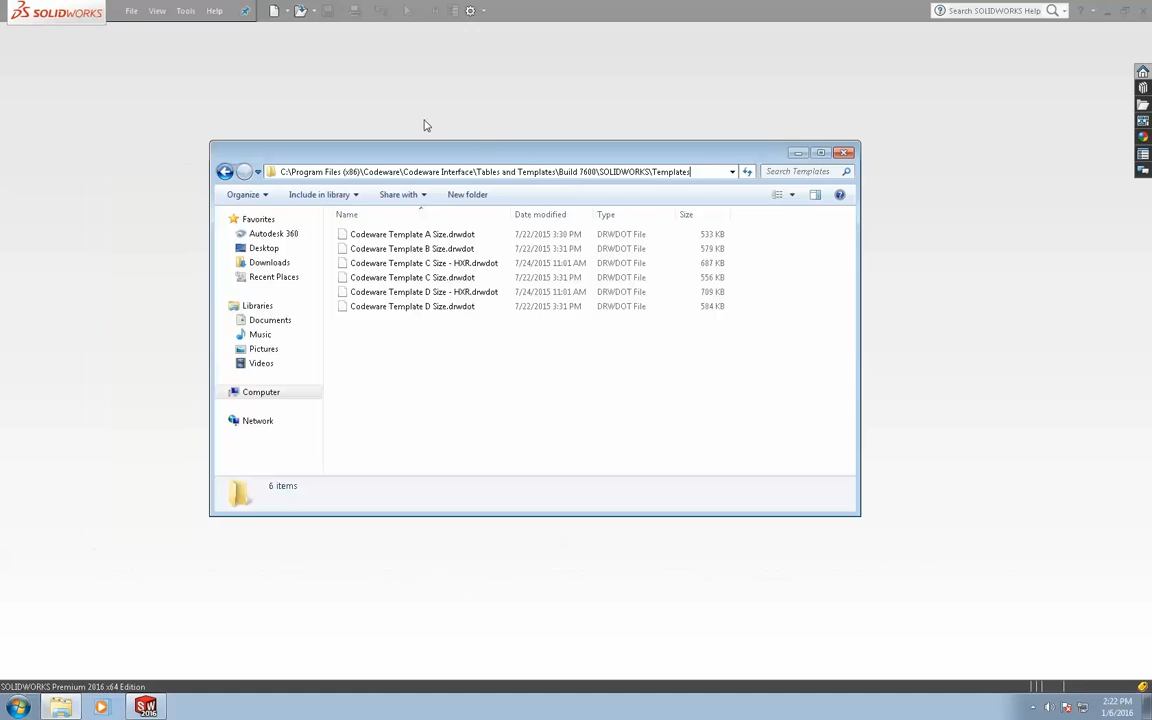 SOLIDWORKS File View Tools Help Search SOLIDWORKS Help
C:\Program Files (x86)\Codeware\Codeware Interface\Tables and Templates\Build 7600\SOLIDWORKS\Templates Search Templates
Organize Include in library Share with New folder
Favorites
Autodesk 360
Desktop
Downloads
Recent Places
Libraries
Documents
Music
Pictures
Videos
Computer
Network
Name Date modified Type Size
Codeware Template A Size.drwdot 7/22/2015 3:30 PM DRWDOT File 533 KB
Codeware Template B Size.drwdot 7/22/2015 3:31 PM DRWDOT File 579 KB
Codeware Template C Size - HXR.drwdot 7/24/2015 11:01 AM DRWDOT File 687 KB
Codeware Template C Size.drwdot 7/22/2015 3:31 PM DRWDOT File 556 KB
Codeware Template D Size - HXR.drwdot 7/24/2015 11:01 AM DRWDOT File 709 KB
Codeware Template D Size.drwdot 7/22/2015 3:31 PM DRWDOT File 584 KB
6 items
SOLIDWORKS Premium 2016 x64 Edition
SW
2016
2:22 PM
1/6/2016